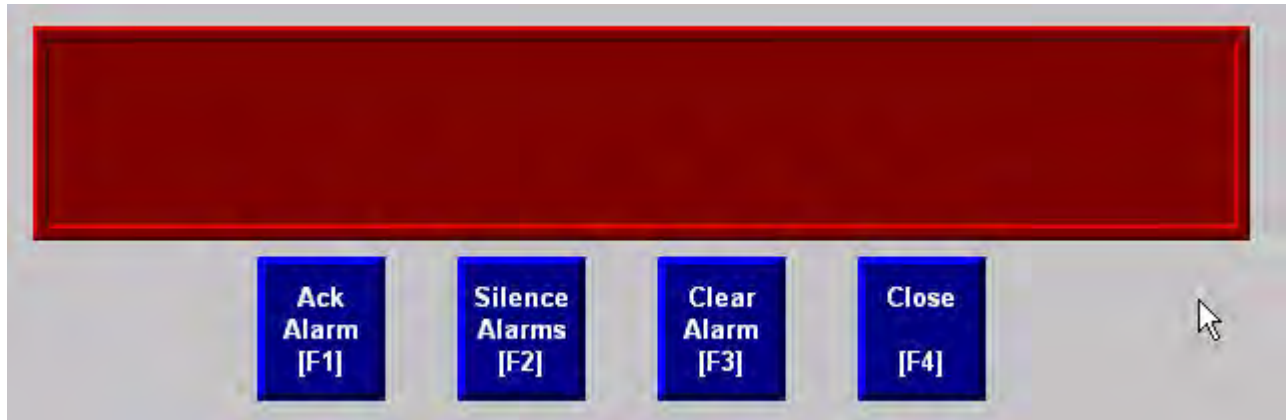 Ack
Alarm
[F1]
Silence
Alarms
[F2]
Clear
Alarm
[F3]
Close
[F4]